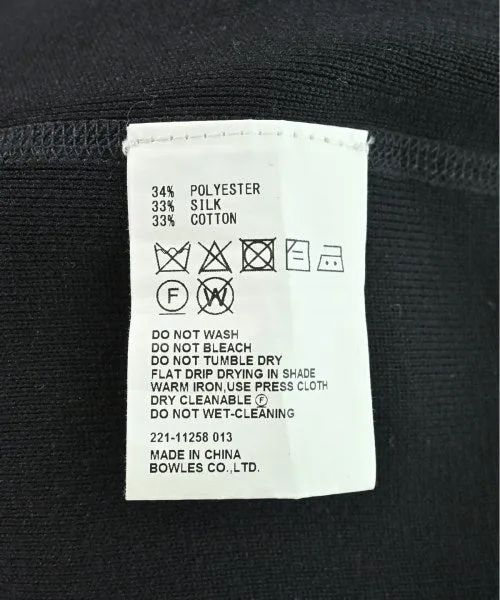 34% POLYESTER
33% SILK
33% COTTON
F W
DO NOT WASH
DO NOT BLEACH
DO NOT TUMBLE DRY
FLAT DRIP DRYING IN SHADE
WARM IRON,USE PRESS CLOTH
DRY CLEANABLE Ⓕ
DO NOT WET-CLEANING
221-11258 013
MADE IN CHINA
BOWLES CO.,LTD.